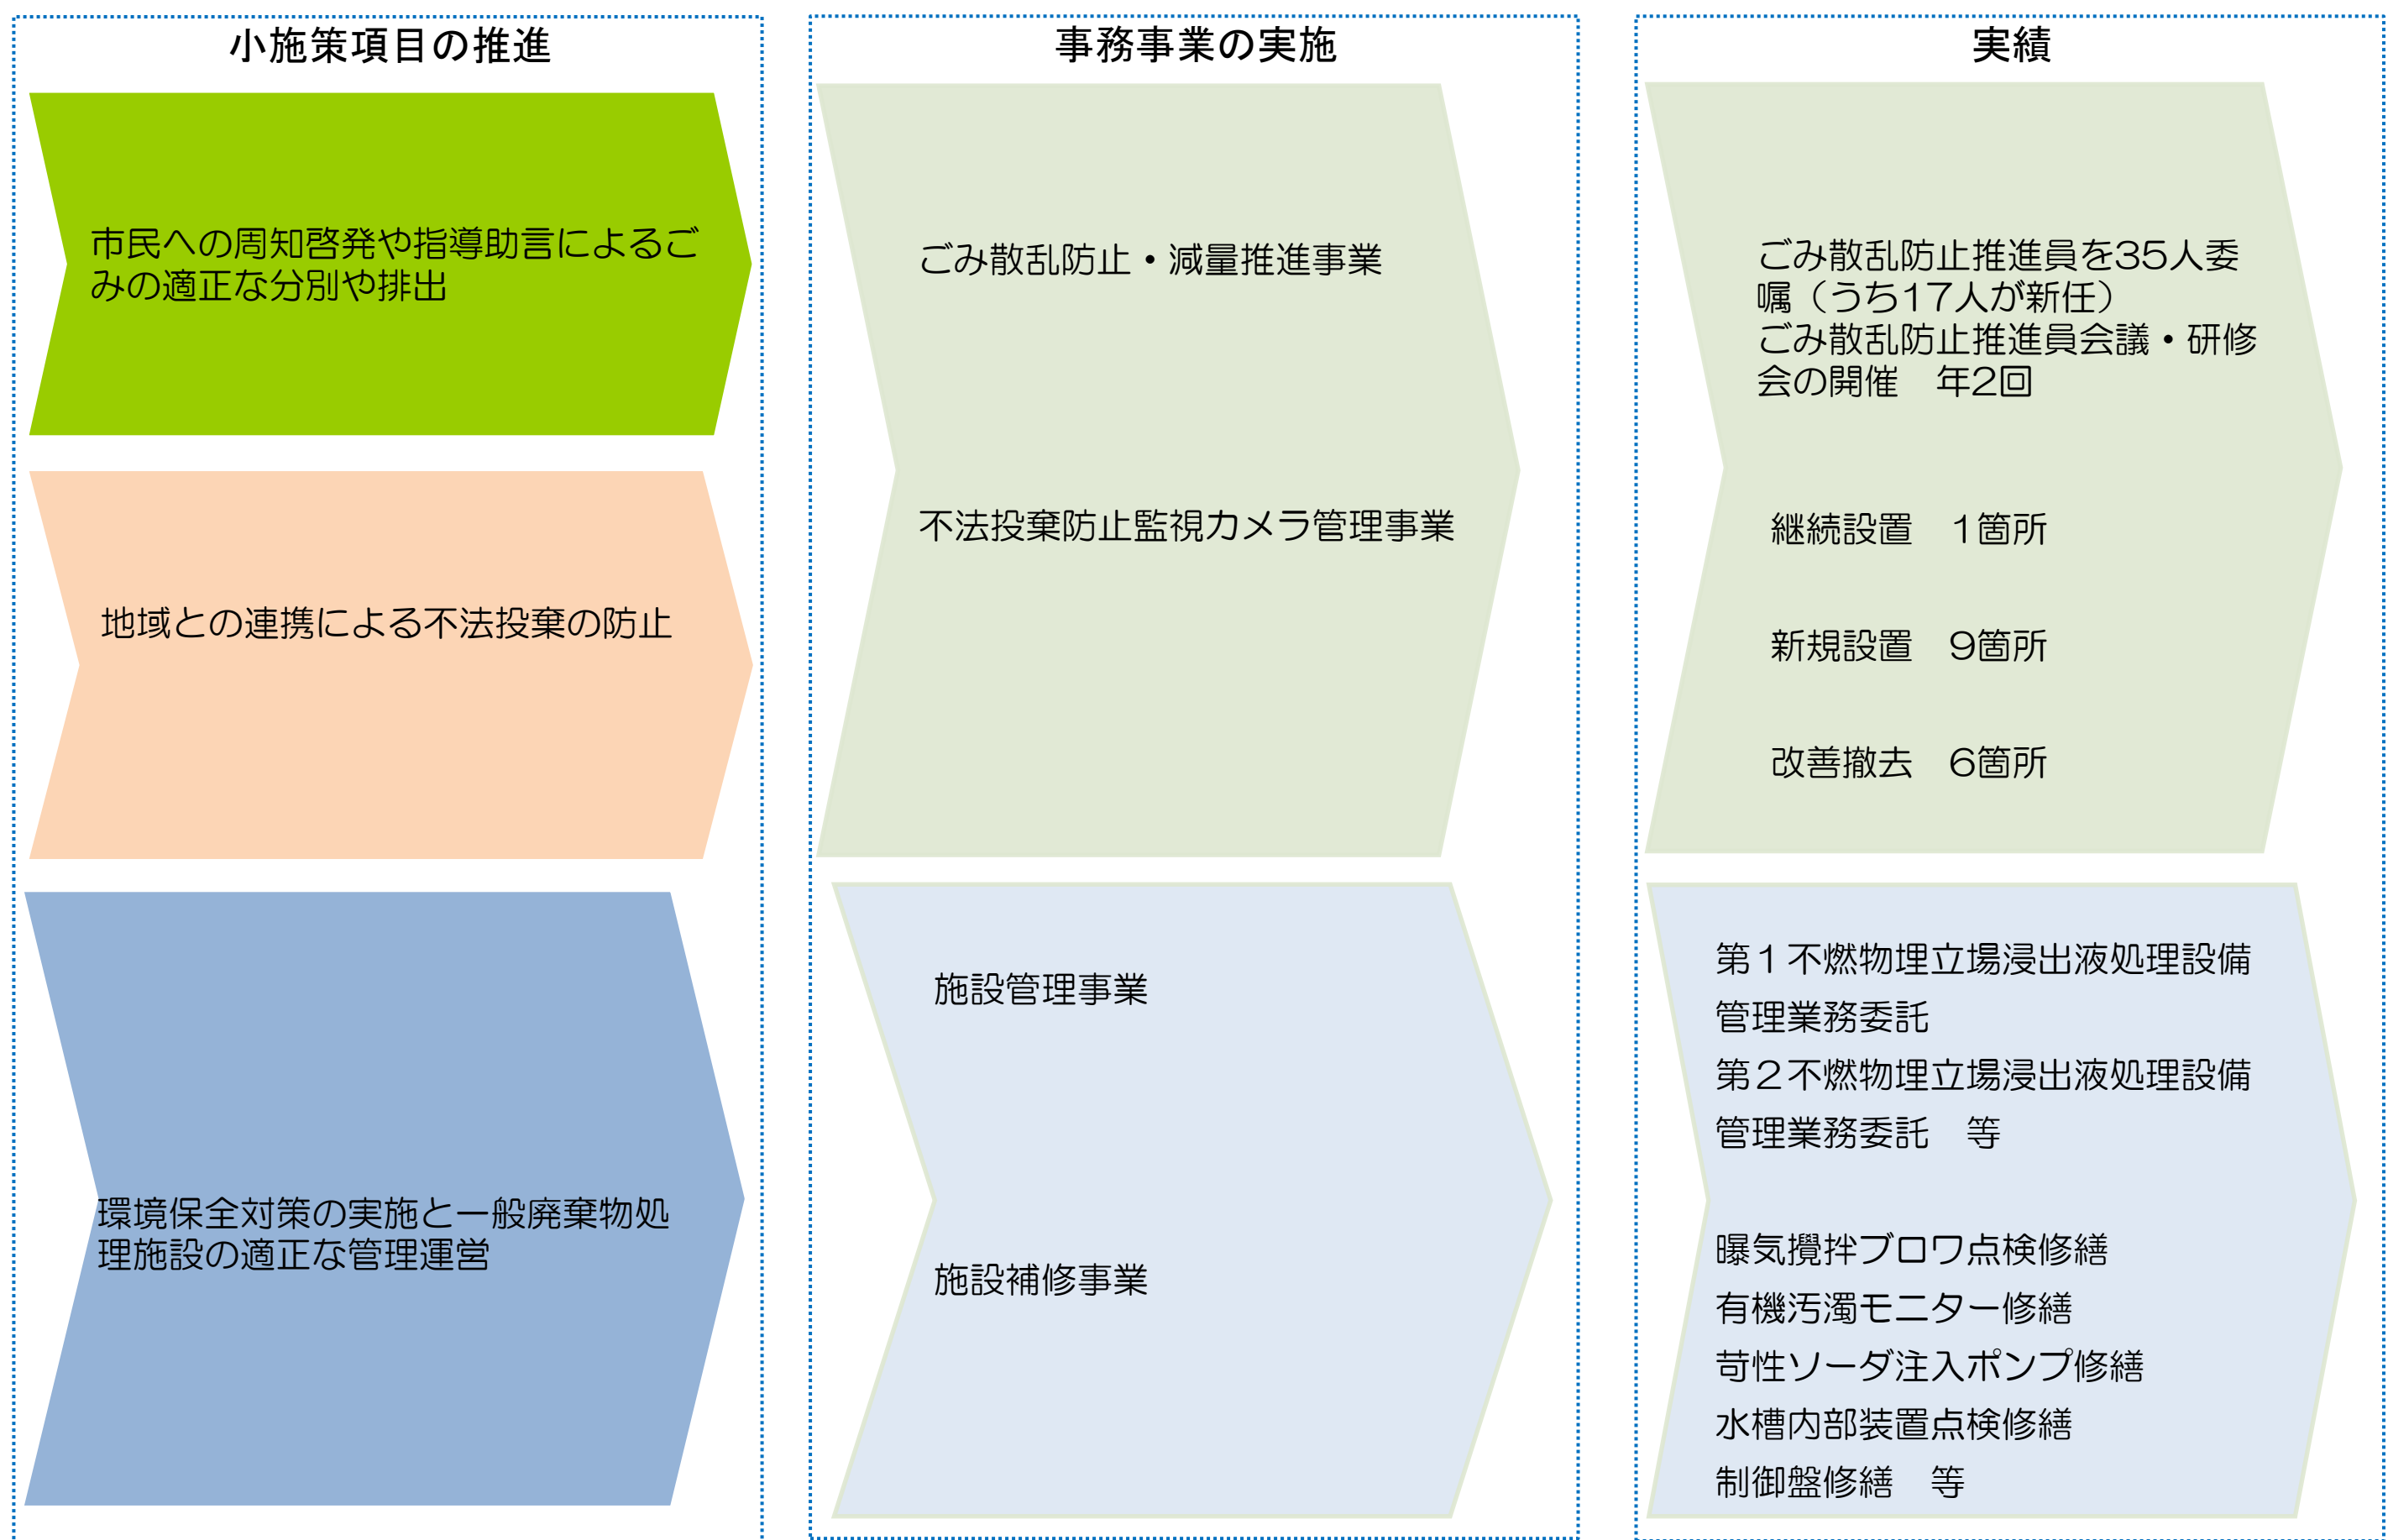 小施策項目の推進
市民への周知啓発や指導助言によるご
みの適正な分別や排出
地域との連携による不法投棄の防止
環境保全対策の実施と一般廃棄物処
理施設の適正な管理運営
事務事業の実施
ごみ散乱防止・減量推進事業
不法投棄防止監視カメラ管理事業
施設管理事業
施設補修事業
実績
ごみ散乱防止推進員を35人委
嘱（うち17人が新任）
ごみ散乱防止推進員会議・研修
会の開催　年2回
継続設置　1箇所
新規設置　9箇所
改善撤去　6箇所
第１不燃物埋立場浸出液処理設備
管理業務委託
第２不燃物埋立場浸出液処理設備
管理業務委託　等
曝気攪拌ブロワ点検修繕
有機汚濁モニター修繕
苛性ソーダ注入ポンプ修繕
水槽内部装置点検修繕
制御盤修繕　等